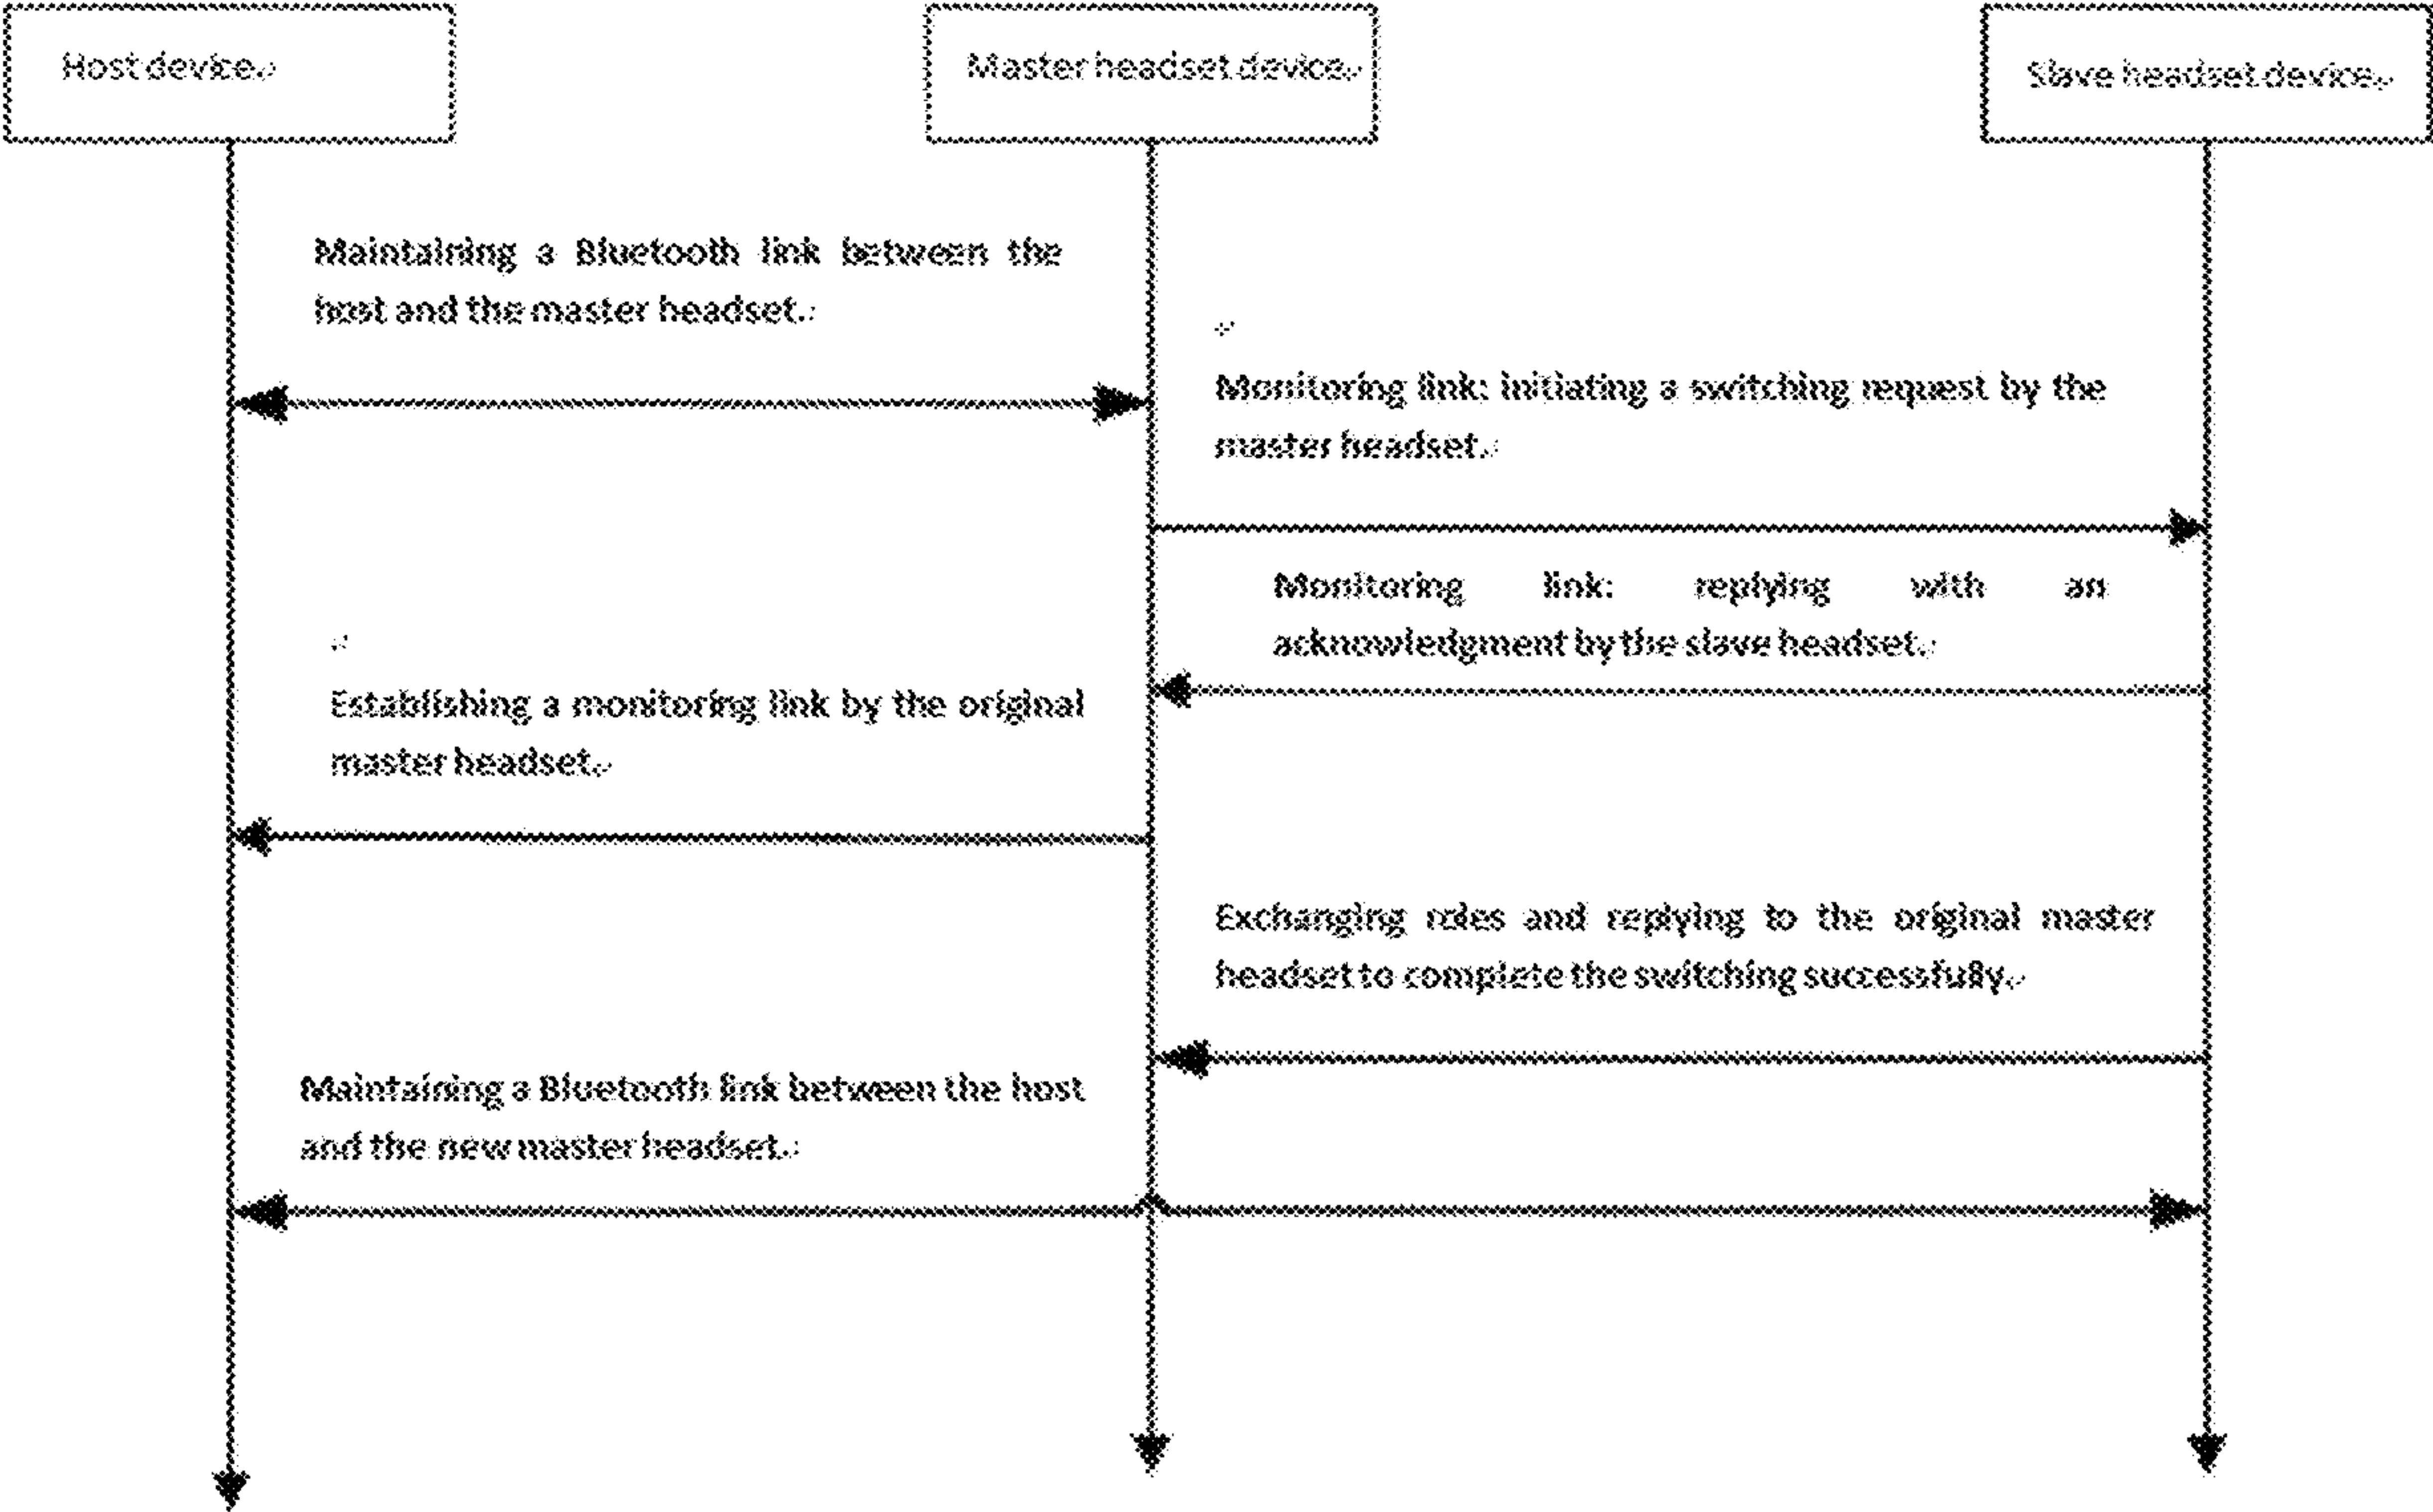 Host device
Master headset device
Slave headset device
Maintaining a Bluetooth link between the
host and the master headset.
Monitoring link: initiating a switching request by the
master headset.
Monitoring link: replying with an
acknowledgment by the slave headset.
Establishing a monitoring link by the original
master headset.
Exchanging roles and replying to the original master
headset to complete the switching successfully.
Maintaining a Bluetooth link between the host
and the new master headset.